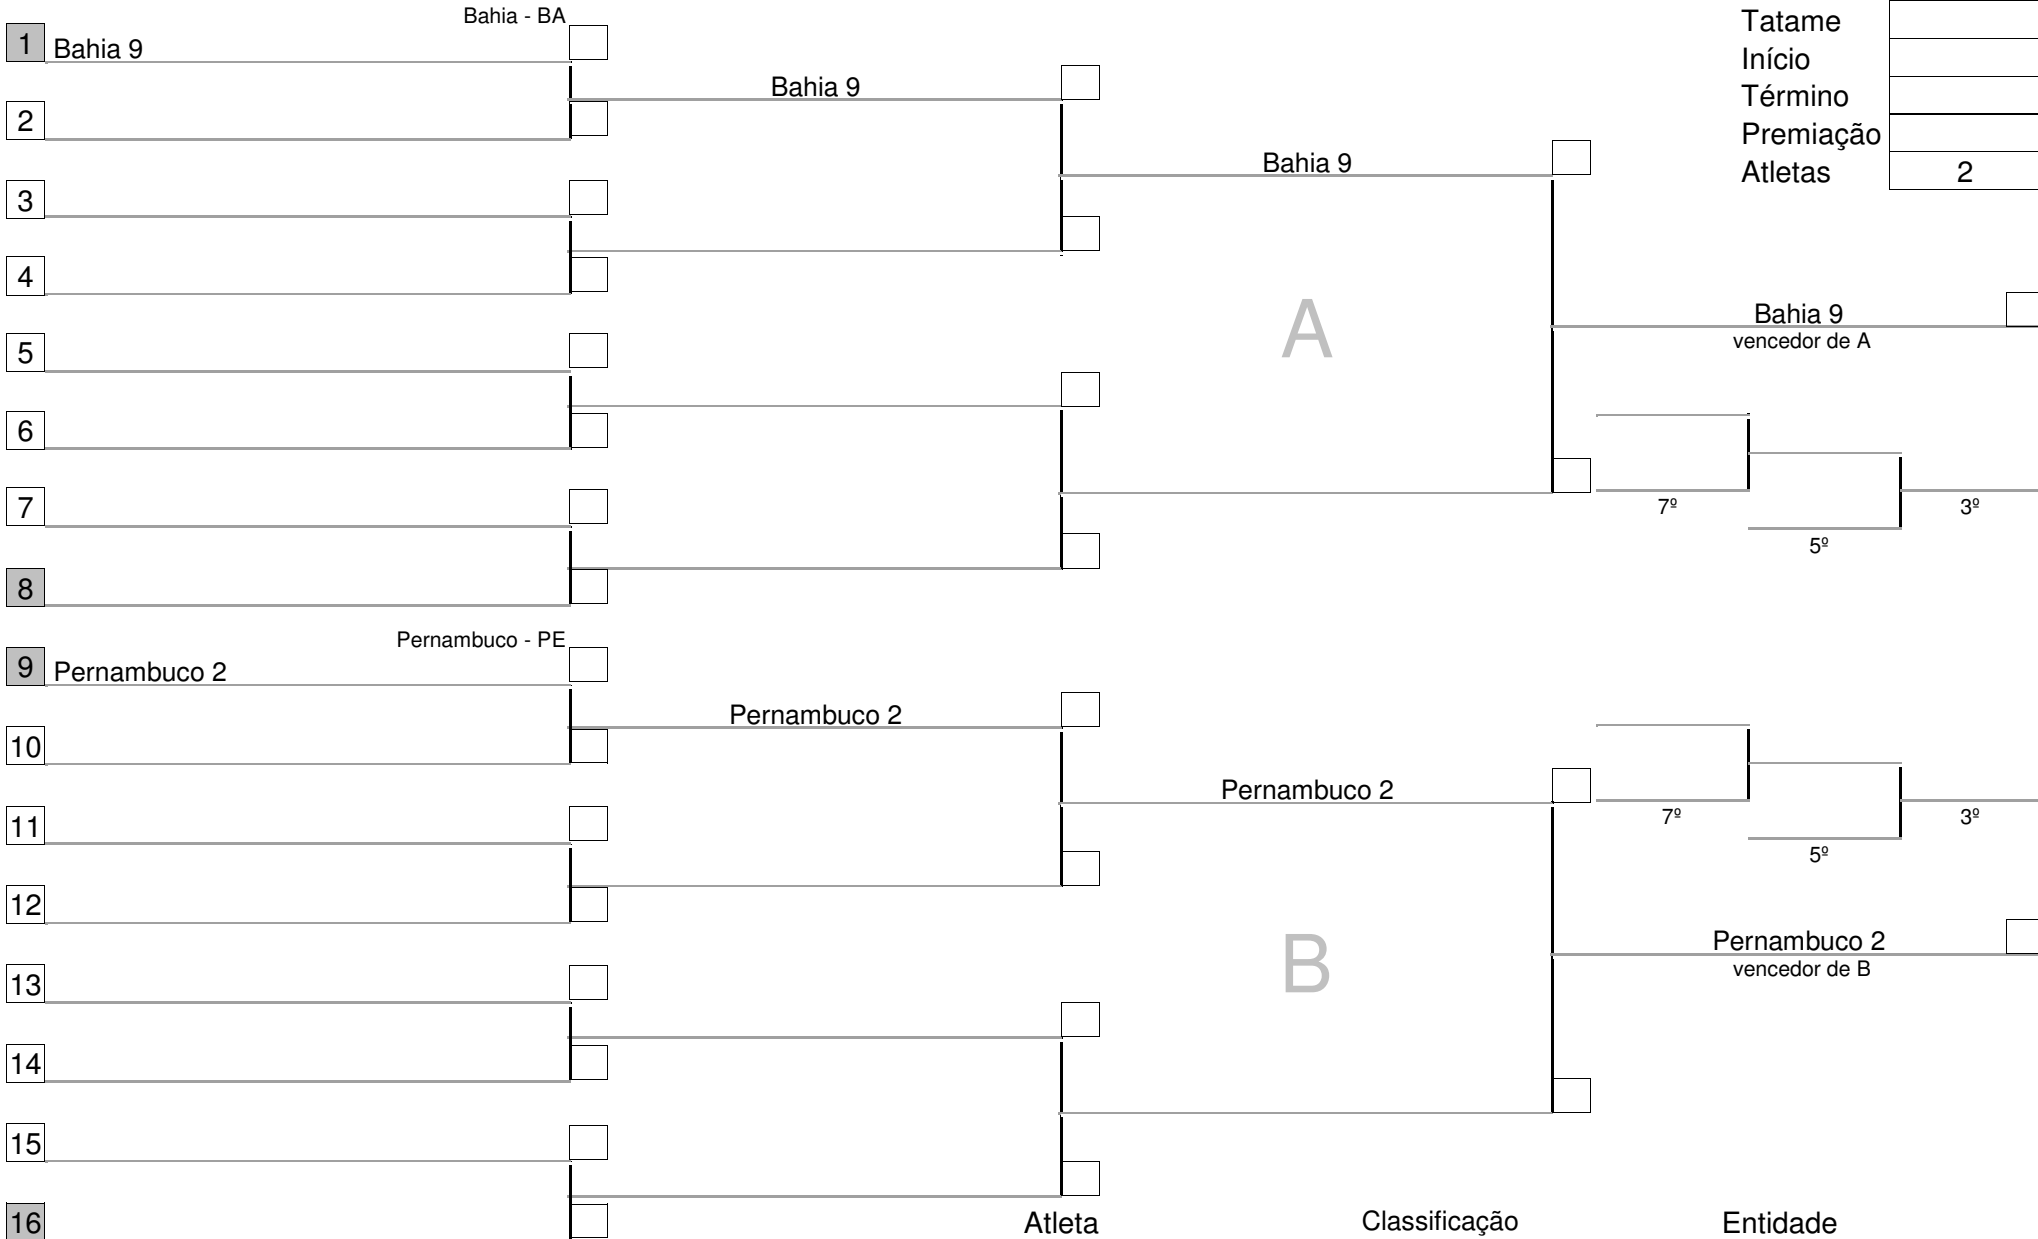 Bahia - BA
1 Bahia 9
Bahia 9
2
Bahia 9
3
4
A
Bahia 9
vencedor de A
5
6
7
7º
3º
5º
8
Tatame
Início
Término
Premiação
Atletas 2
Pernambuco - PE
9 Pernambuco 2
Pernambuco 2
10
Pernambuco 2
11
7º
3º
5º
12
B
Pernambuco 2
vencedor de B
13
14
15
16
Atleta Classificação Entidade